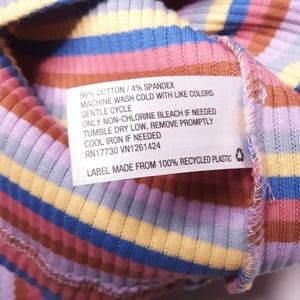 96% COTTON / 4% SPANDEX
MACHINE WASH COLD WITH LIKE COLORS
GENTLE CYCLE
ONLY NON-CHLORINE BLEACH IF NEEDED
TUMBLE DRY LOW, REMOVE PROMPTLY
COOL IRON IF NEEDED
RN17730 VN1261424
LABEL MADE FROM 100% RECYCLED PLASTIC